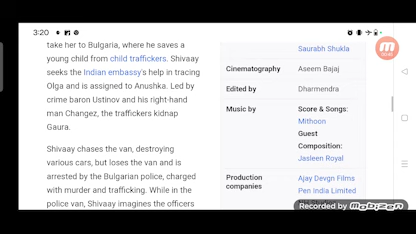 3:20
take her to Bulgaria, where he saves a
young child from child traffickers. Shivaay
seeks the Indian embassy's help in tracing
Olga and is assigned to Anushka. Led by
crime baron Ustinov and his right-hand
man Changez, the traffickers kidnap
Gaura.
Shivaay chases the van, destroying
various cars, but loses the van and is
arrested by the Bulgarian police, charged
with murder and trafficking. While in the
police van, Shivaay imagines the officers
Saurabh Shukla
Cinematography Aseem Bajaj
Edited by Dharmendra
Music by Score & Songs:
Mithoon
Guest
Composition:
Jasleen Royal
Production Ajay Devgn Films
companies Pen India Limited
Recorded by Mobizen